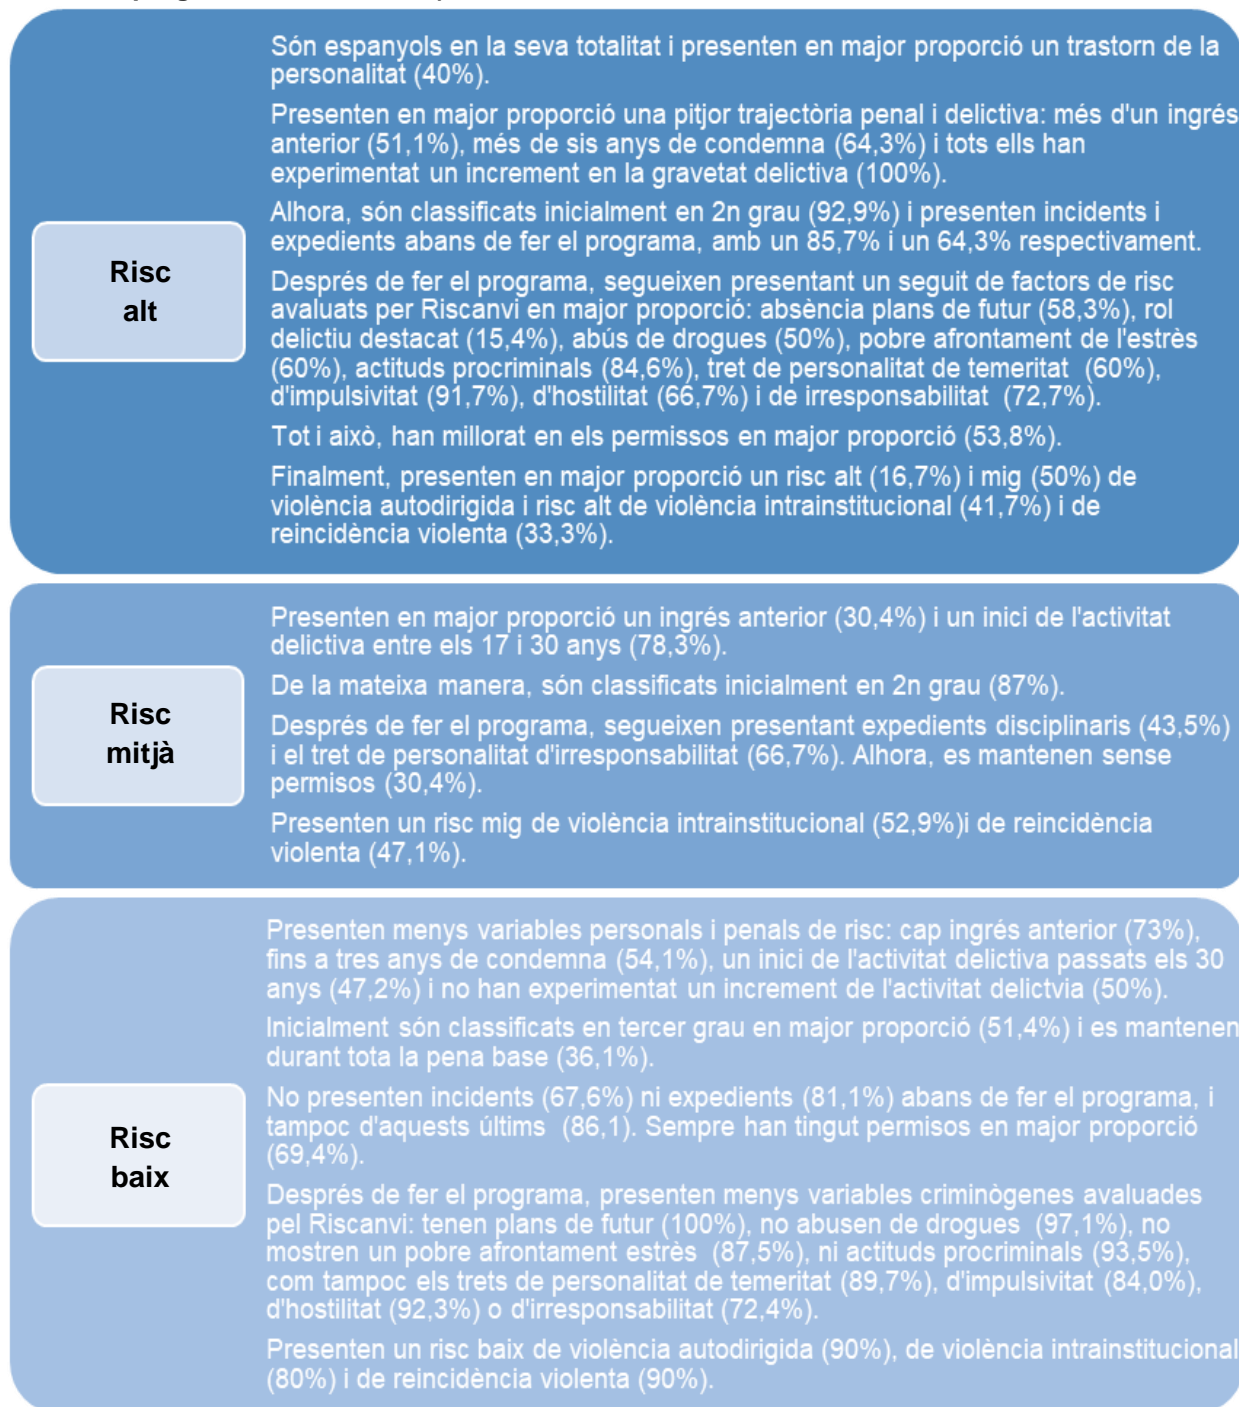 Són espanyols en la seva totalitat i presenten en major proporció un trastorn de la
personalitat (40%).
Presenten en major proporció una pitjor trajectòria penal i delictiva: més d'un ingrés
anterior (51,1%), més de sis anys de condemna (64,3%) i tots ells han
experimentat un increment en la gravetat delictiva (100%).
Alhora, són classificats inicialment en 2n grau (92,9%) i presenten incidents i
expedients abans de fer el programa, amb un 85,7% i un 64,3% respectivament.
Risc
alt
Després de fer el programa, segueixen presentant un seguit de factors de risc
avaluats per Riscanvi en major proporció: absència plans de futur (58,3%), rol
delictiu destacat (15,4%), abús de drogues (50%), pobre afrontament de l'estrès
(60%), actituds procriminals (84,6%), tret de personalitat de temeritat (60%),
d'impulsivitat (91,7%), d'hostilitat (66,7%) i de irresponsabilitat (72,7%).
Tot i això, han millorat en els permissos en major proporció (53,8%).
Finalment, presenten en major proporció un risc alt (16,7%) i mig (50%) de
violència autodirigida i risc alt de violència intrainstitucional (41,7%) i de
reincidència violenta (33,3%).
Presenten en major proporció un ingrés anterior (30,4%) i un inici de l'activitat
delictiva entre els 17 i 30 anys (78,3%).
De la mateixa manera, són classificats inicialment en 2n grau (87%).
Risc
mitjà
Després de fer el programa, segueixen presentant expedients disciplinaris (43,5%)
i el tret de personalitat d'irresponsabilitat (66,7%). Alhora, es mantenen sense
permisos (30,4%).
Presenten un risc mig de violència intrainstitucional (52,9%)i de reincidència
violenta (47,1%).
Presenten menys variables personals i penals de risc: cap ingrés anterior (73%),
fins a tres anys de condemna (54,1%), un inici de l'activitat delictiva passats els 30
anys (47,2%) i no han experimentat un increment de l'activitat delictvia (50%).
Inicialment són classificats en tercer grau en major proporció (51,4%) i es mantenen
durant tota la pena base (36,1%).
No presenten incidents (67,6%) ni expedients (81,1%) abans de fer el programa, i
tampoc d'aquests últims (86,1). Sempre han tingut permisos en major proporció
(69,4%).
Risc
baix
Després de fer el programa, presenten menys variables criminògenes avaluades
pel Riscanvi: tenen plans de futur (100%), no abusen de drogues (97,1%), no
mostren un pobre afrontament estrès (87,5%), ni actituds procriminals (93,5%),
com tampoc els trets de personalitat de temeritat (89,7%), d'impulsivitat (84,0%),
d'hostilitat (92,3%) o d'irresponsabilitat (72,4%).
Presenten un risc baix de violència autodirigida (90%), de violència intrainstitucional
(80%) i de reincidència violenta (90%).